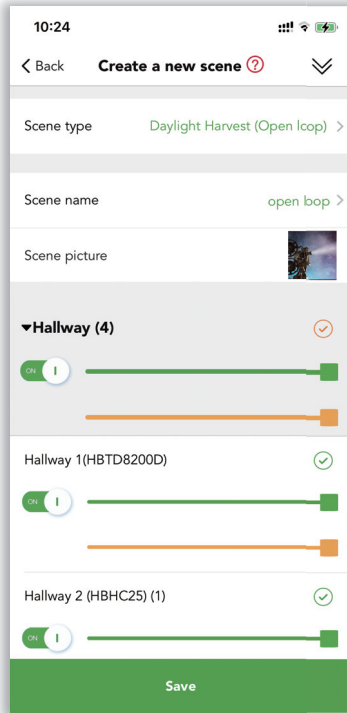 10:24
Back Create a new scene ?
Scene type Daylight Harvest (Open lcop)
Scene name open loop
Scene picture
Hallway (4)
ON I
Hallway 1(HBTD8200D)
ON I
Hallway 2 (HBHC25) (1)
ON I
Save